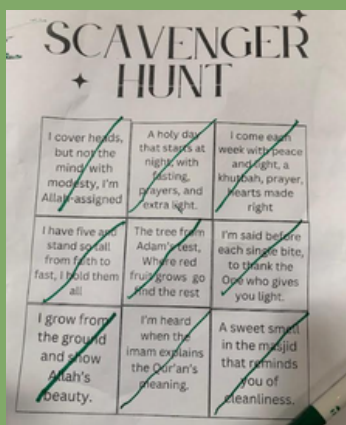 SCAVENGER
HUNT
I cover heads,
but not the
mind with
modesty, I'm
Allah-assigned
A holy day
that starts at
night, with
fasting,
prayers, and
extra light.
I come each
week with peace
and light, a
khutbah, prayer,
hearts made
right
I have five and
stand so tall
from faith to
fast, I hold them
all
The tree from
Adam's test,
Where red
fruit grows go
find the rest
I'm said before
each single bite,
to thank the
One who gives
you light.
I grow from
the ground
and show
Allah's
beauty.
I'm heard
when the
imam explains
the Qur'an's
meaning.
A sweet smell
in the masjid
that reminds
you of
cleanliness.